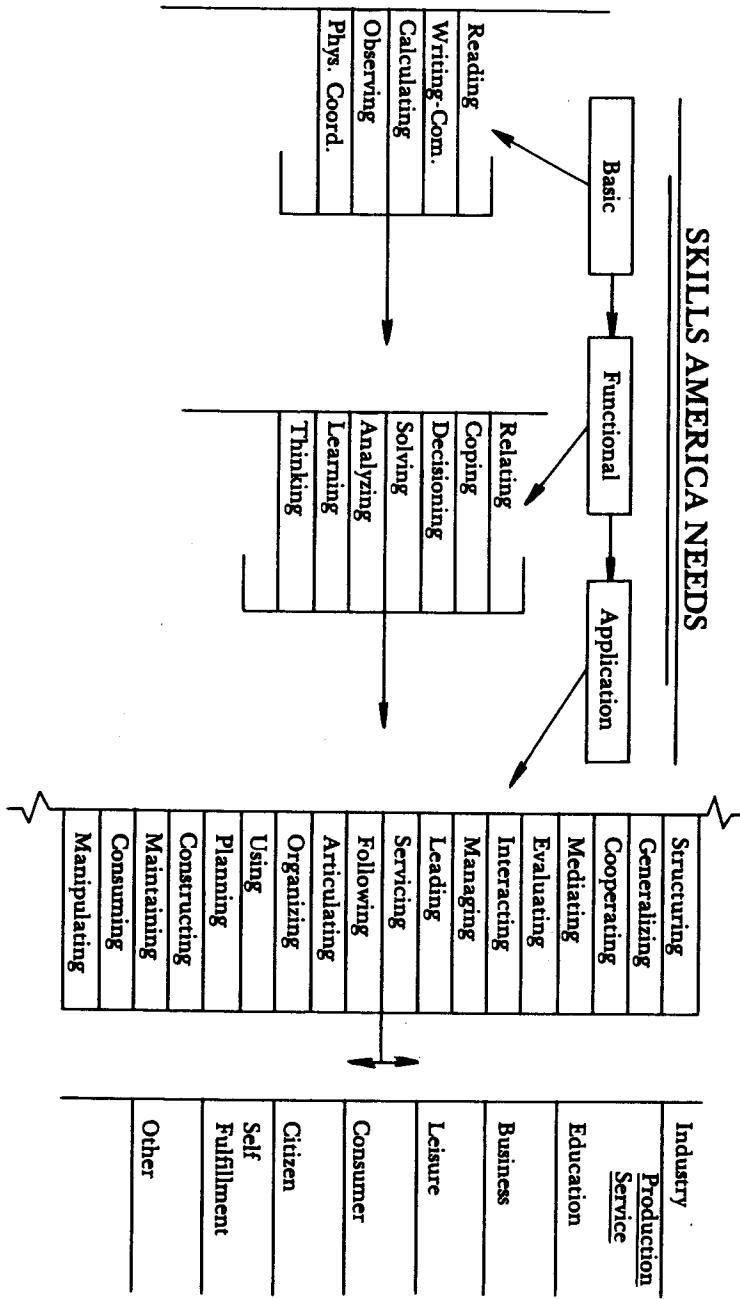 SKILLS AMERICA NEEDS
Basic
Functional
Application
Reading
Writing-Com.
Calculating
Observing
Phys. Coord.
Relating
Coping
Decisioning
Solving
Analyzing
Learning
Thinking
Structuring
Generalizing
Cooperating
Mediating
Evaluating
Interacting
Managing
Leading
Servicing
Following
Articulating
Organizing
Using
Planning
Constructing
Maintaining
Consuming
Manipulating
Industry
Production
Service
Education
Business
Leisure
Consumer
Citizen
Self
Fulfillment
Other